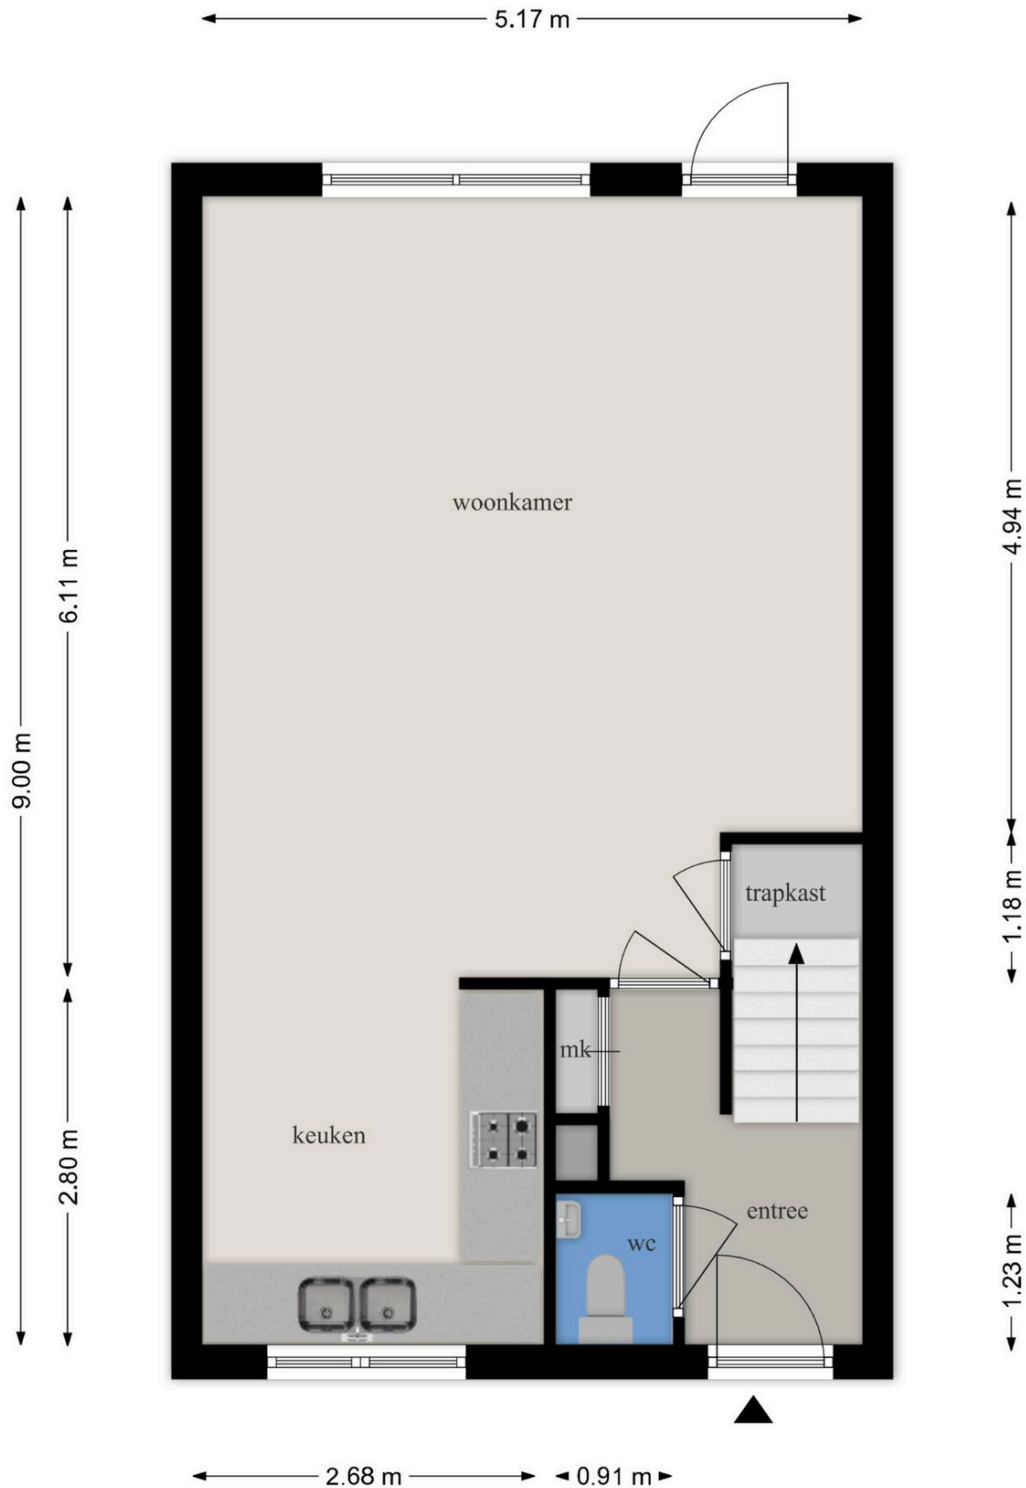 5.17 m
woonkamer
4.94 m
6.11 m
9.00 m
trapkast
1.18 m
mk
keuken
2.80 m
entree
wc
1.23 m
2.68 m
0.91 m